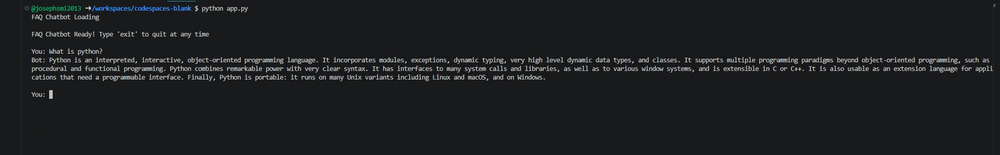 @josephsmi2013 ➜/workspaces/codespaces-blank $ python app.py
FAQ Chatbot Loading
FAQ Chatbot Ready! Type 'exit' to quit at any time
You: What is python?
Bot: Python is an interpreted, interactive, object-oriented programming language. It incorporates modules, exceptions, dynamic typing, very high level dynamic data types, and classes. It supports multiple programming paradigms beyond object-oriented programming, such as
procedural and functional programming. Python combines remarkable power with very clear syntax. It has interfaces to many system calls and libraries, as well as to various window systems, and is extensible in C or C++. It is also usable as an extension language for appli
cations that need a programmable interface. Finally, Python is portable: it runs on many Unix variants including Linux and macOS, and on Windows.
You: